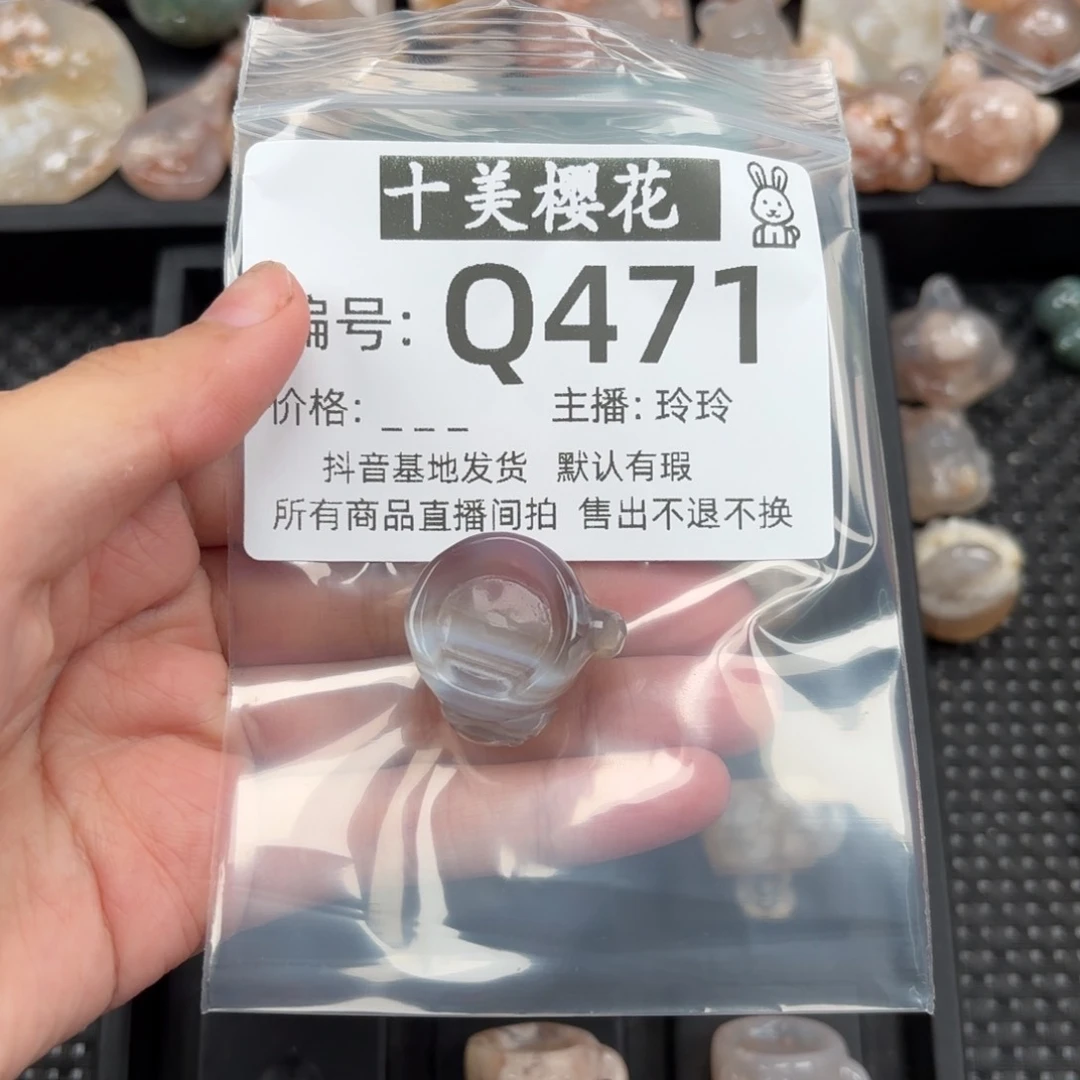 十美樱花
编号: Q471
价格: _ _ _ 主播: 玲玲
抖音基地发货 默认有瑕
所有商品直播间拍 售出不退不换